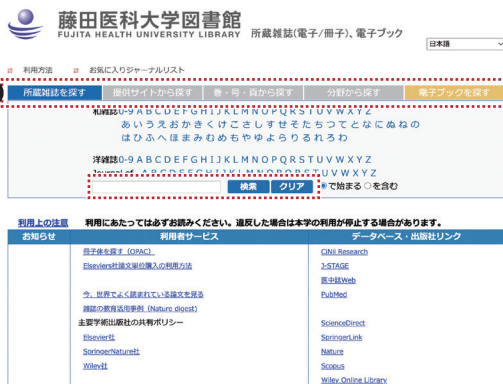 藤田医科大学図書館 所蔵雑誌(電子/冊子)、電子ブック
FUJITA HEALTH UNIVERSITY LIBRARY
日本語
利用方法 お気に入りジャーナルリスト
所蔵雑誌を探す 提供サイトから探す 巻・号・頁から探す 分野から探す 電子ブックを探す
和雑誌0-9 A B C D E F G H I J K L M N O P Q R S T U V W X Y Z
あ い う え お か き く け こ さ し す せ そ た ち つ て と な に ぬ ね の
は ひ ふ へ ほ ま み む め も や ゆ よ ら り る れ ろ わ
洋雑誌0-9 A B C D E F G H I J K L M N O P Q R S T U V W X Y Z
Journal of A B C D E F G H I J K L M N O P Q R S T U V W X Y Z
検索 クリア で始まる を含む
利用上の注意 利用にあたっては必ずお読みください。違反した場合は本学の利用が停止する場合があります。
お知らせ 利用者サービス データベース・出版社リンク
冊子体を探す（OPAC） CiNii Research
Elseviers社論文単位購入の利用方法 J-STAGE
医中誌Web
今、世界でよく読まれている論文を見る PubMed
雑誌の教育活用事例（Nature digest）
主要学術出版社の共有ポリシー ScienceDirect
Elsevier社 SpringerLink
SpringerNature社 Nature
Wiley社 Scopus
Wiley Online Library